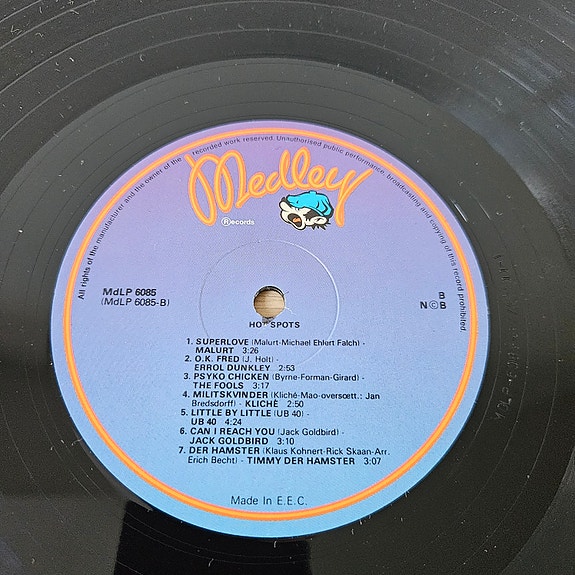 All rights of the manufacturer and the owner of the recorded work reserved. Unauthorised public performance, broadcasting and copying of this record prohibited.
Medley
Records
MdLP 6085
(MdLP 6085-B)
B
N©B
HOT SPOTS
1. SUPERLOVE (Malurt-Michael Ehlert Falch) -
MALURT 3:26
2. O.K. FRED (J. Holt) -
ERROL DUNKLEY 2:53
3. PSYKO CHICKEN (Byrne-Forman-Girard) -
THE FOOLS 3:17
4. MILITSKVINDER (Kliché-Mao-oversœtt.: Jan
Bredsdorff) - KLICHÉ 2:50
5. LITTLE BY LITTLE (UB 40) -
UB 40 4:24
6. CAN I REACH YOU (Jack Goldbird) -
JACK GOLDBIRD 3:10
7. DER HAMSTER (Klaus Kohnert-Rick Skaan-Arr.
Erich Becht) - TIMMY DER HAMSTER 3:07
Made In E.E.C.